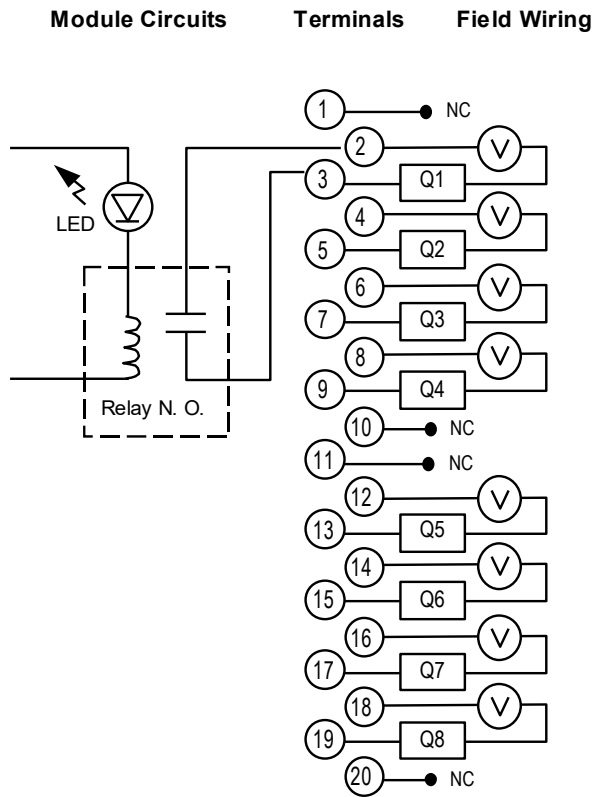 Module Circuits Terminals Field Wiring
1 NC
2 V
3 Q1
LED
4 V
5 Q2
6 V
7 Q3
8 V
9 Q4
Relay N. O.
10 NC
11 NC
12 V
13 Q5
14 V
15 Q6
16 V
17 Q7
18 V
19 Q8
20 NC